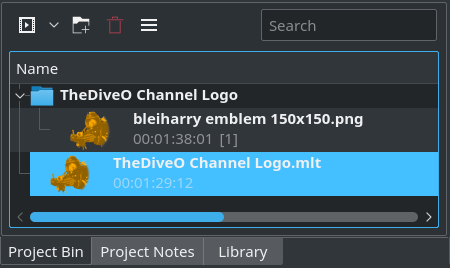 Search
Name
TheDiveO Channel Logo
bleiharry emblem 150x150.png
00:01:38:01 [1]
TheDiveO Channel Logo.mlt
00:01:29:12
Project Bin Project Notes Library